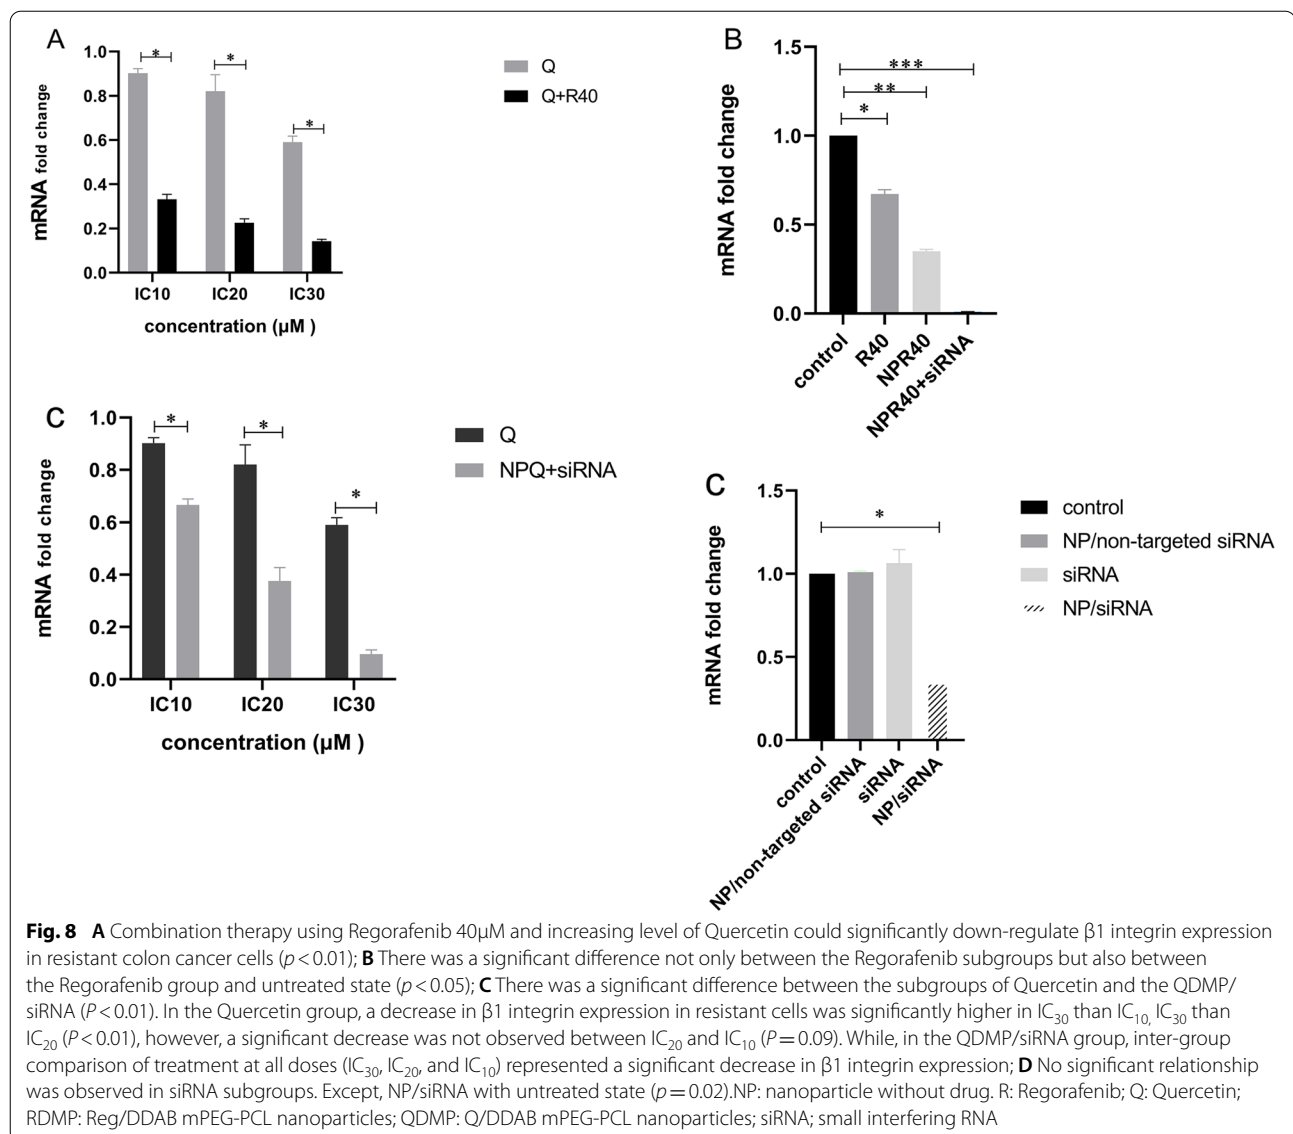 A
1.0
0.8
0.6
0.4
0.2
0.0
mRNA fold change
*
*
*
IC10 IC20 IC30
concentration (µM )
Q
Q+R40
B
1.5
1.0
0.5
0.0
mRNA fold change
***
**
*
control
R40
NPR40
NPR40+siRNA
C
1.0
0.8
0.6
0.4
0.2
0.0
mRNA fold change
*
*
*
IC10 IC20 IC30
concentration (µM )
Q
NPQ+siRNA
C
1.5
1.0
0.5
0.0
mRNA fold change
*
control
NP/non-targeted siRNA
siRNA
NP/siRNA
control
NP/non-targeted siRNA
siRNA
NP/siRNA
Fig. 8 A Combination therapy using Regorafenib 40µM and increasing level of Quercetin could significantly down-regulate β1 integrin expression
in resistant colon cancer cells (p < 0.01); B There was a significant difference not only between the Regorafenib subgroups but also between
the Regorafenib group and untreated state (p < 0.05); C There was a significant difference between the subgroups of Quercetin and the QDMP/
siRNA (P < 0.01). In the Quercetin group, a decrease in β1 integrin expression in resistant cells was significantly higher in IC30 than IC10, IC30 than
IC20 (P < 0.01), however, a significant decrease was not observed between IC20 and IC10 (P = 0.09). While, in the QDMP/siRNA group, inter-group
comparison of treatment at all doses (IC30, IC20, and IC10) represented a significant decrease in β1 integrin expression; D No significant relationship
was observed in siRNA subgroups. Except, NP/siRNA with untreated state (p = 0.02).NP: nanoparticle without drug. R: Regorafenib; Q: Quercetin;
RDMP: Reg/DDAB mPEG-PCL nanoparticles; QDMP: Q/DDAB mPEG-PCL nanoparticles; siRNA; small interfering RNA